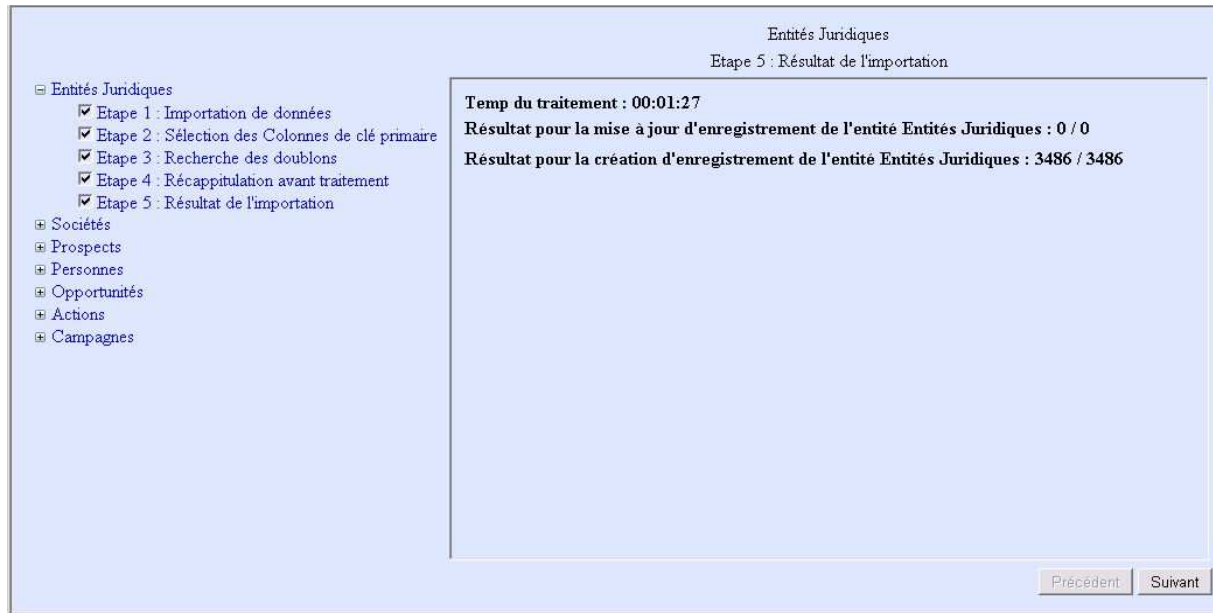 Entités Juridiques
Etape 5 : Résultat de l'importation
Entités Juridiques
Etape 1 : Importation de données
Etape 2 : Sélection des Colonnes de clé primaire
Etape 3 : Recherche des doublons
Etape 4 : Récappitulation avant traitement
Etape 5 : Résultat de l'importation
Sociétés
Prospects
Personnes
Opportunités
Actions
Campagnes
Temp du traitement : 00:01:27
Résultat pour la mise à jour d'enregistrement de l'entité Entités Juridiques : 0 / 0
Résultat pour la création d'enregistrement de l'entité Entités Juridiques : 3486 / 3486
Précédent
Suivant